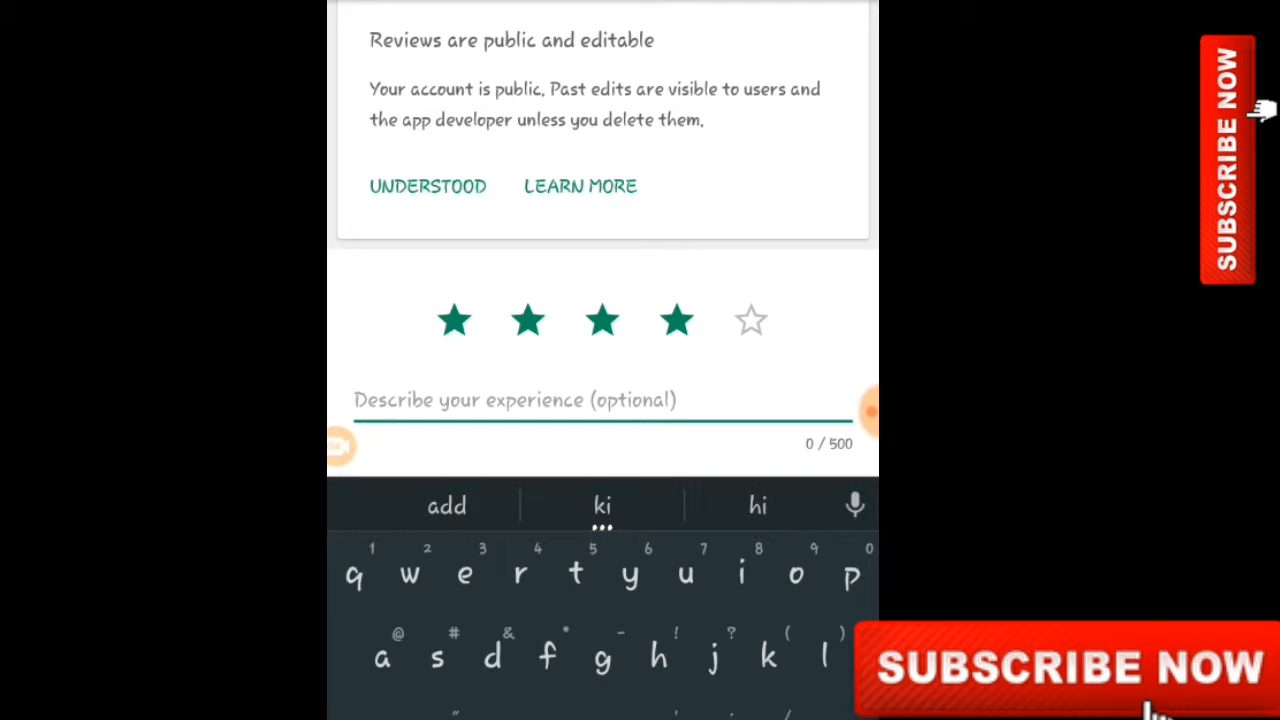 Reviews are public and editable
Your account is public. Past edits are visible to users and
the app developer unless you delete them.
UNDERSTOOD LEARN MORE
Describe your experience (optional)
0 / 500
add ki hi
1 2 3 4 5 6 7 8 9 0
q w e r t y u i o p
@ # & * - ! ? ( )
a s d f g h j k l
SUBSCRIBE NOW
SUBSCRIBE NOW